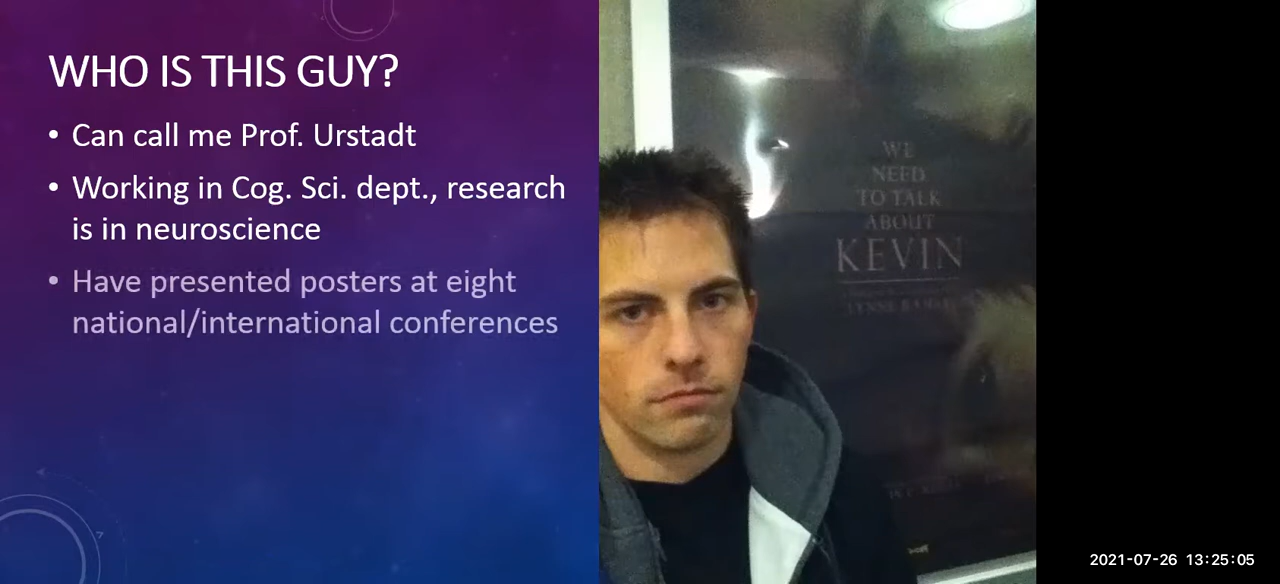 WHO IS THIS GUY?
• Can call me Prof. Urstadt
• Working in Cog. Sci. dept., research
is in neuroscience
• Have presented posters at eight
national/international conferences
WE
NEED
TO TALK
ABOUT
KEVIN
2021-07-26 13:25:05